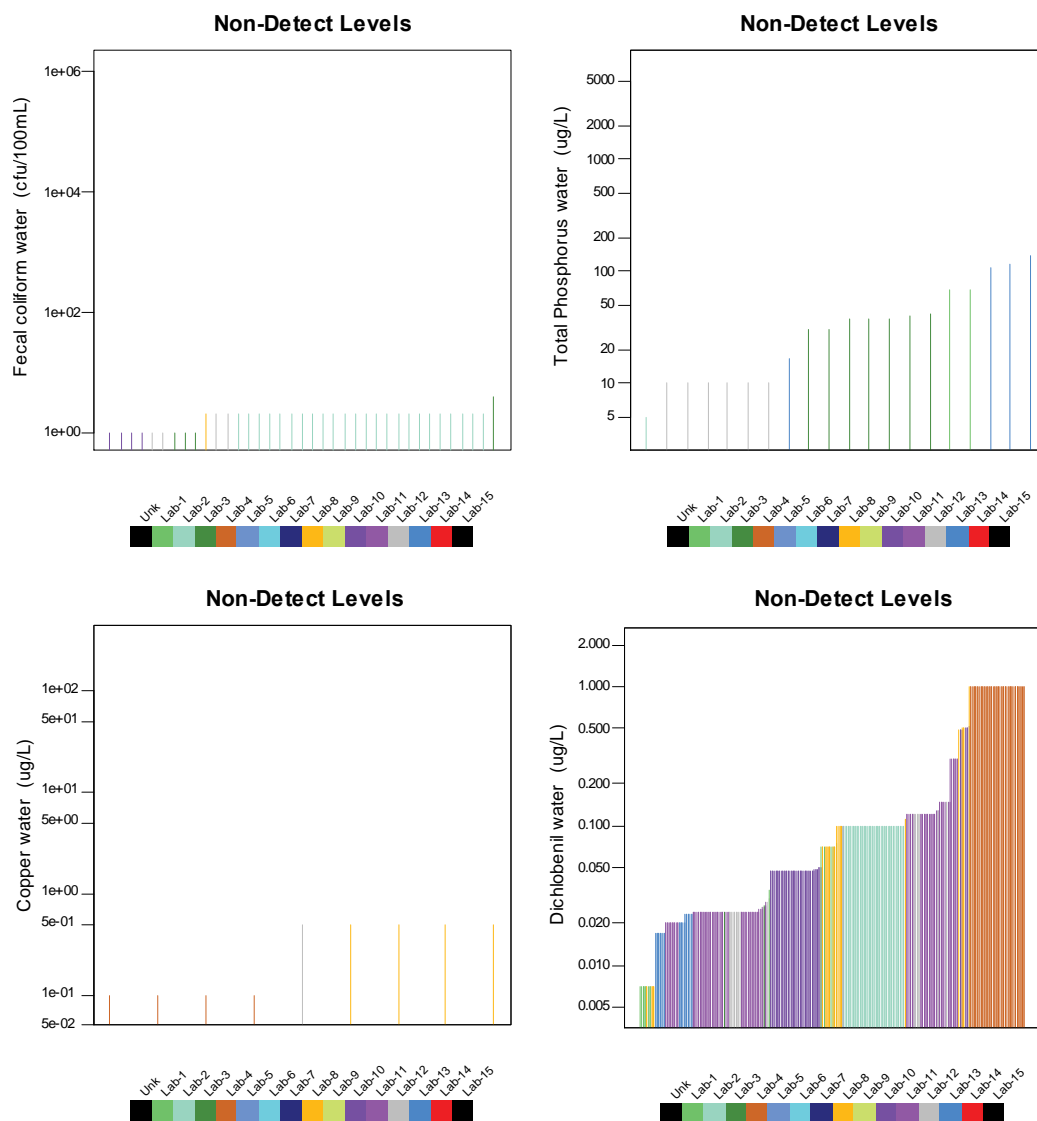 Non-Detect Levels
Fecal coliform water (cfu/100mL)
1e+06
1e+04
1e+02
1e+00
Unk Lab-1 Lab-2 Lab-3 Lab-4 Lab-5 Lab-6 Lab-7 Lab-8 Lab-9 Lab-10 Lab-11 Lab-12 Lab-13 Lab-14 Lab-15
Non-Detect Levels
Total Phosphorus water (ug/L)
5000
2000
1000
500
200
100
50
20
10
5
Unk Lab-1 Lab-2 Lab-3 Lab-4 Lab-5 Lab-6 Lab-7 Lab-8 Lab-9 Lab-10 Lab-11 Lab-12 Lab-13 Lab-14 Lab-15
Non-Detect Levels
Copper water (ug/L)
1e+02
5e+01
1e+01
5e+00
1e+00
5e-01
1e-01
5e-02
Unk Lab-1 Lab-2 Lab-3 Lab-4 Lab-5 Lab-6 Lab-7 Lab-8 Lab-9 Lab-10 Lab-11 Lab-12 Lab-13 Lab-14 Lab-15
Non-Detect Levels
Dichlobenil water (ug/L)
2.000
1.000
0.500
0.200
0.100
0.050
0.020
0.010
0.005
Unk Lab-1 Lab-2 Lab-3 Lab-4 Lab-5 Lab-6 Lab-7 Lab-8 Lab-9 Lab-10 Lab-11 Lab-12 Lab-13 Lab-14 Lab-15